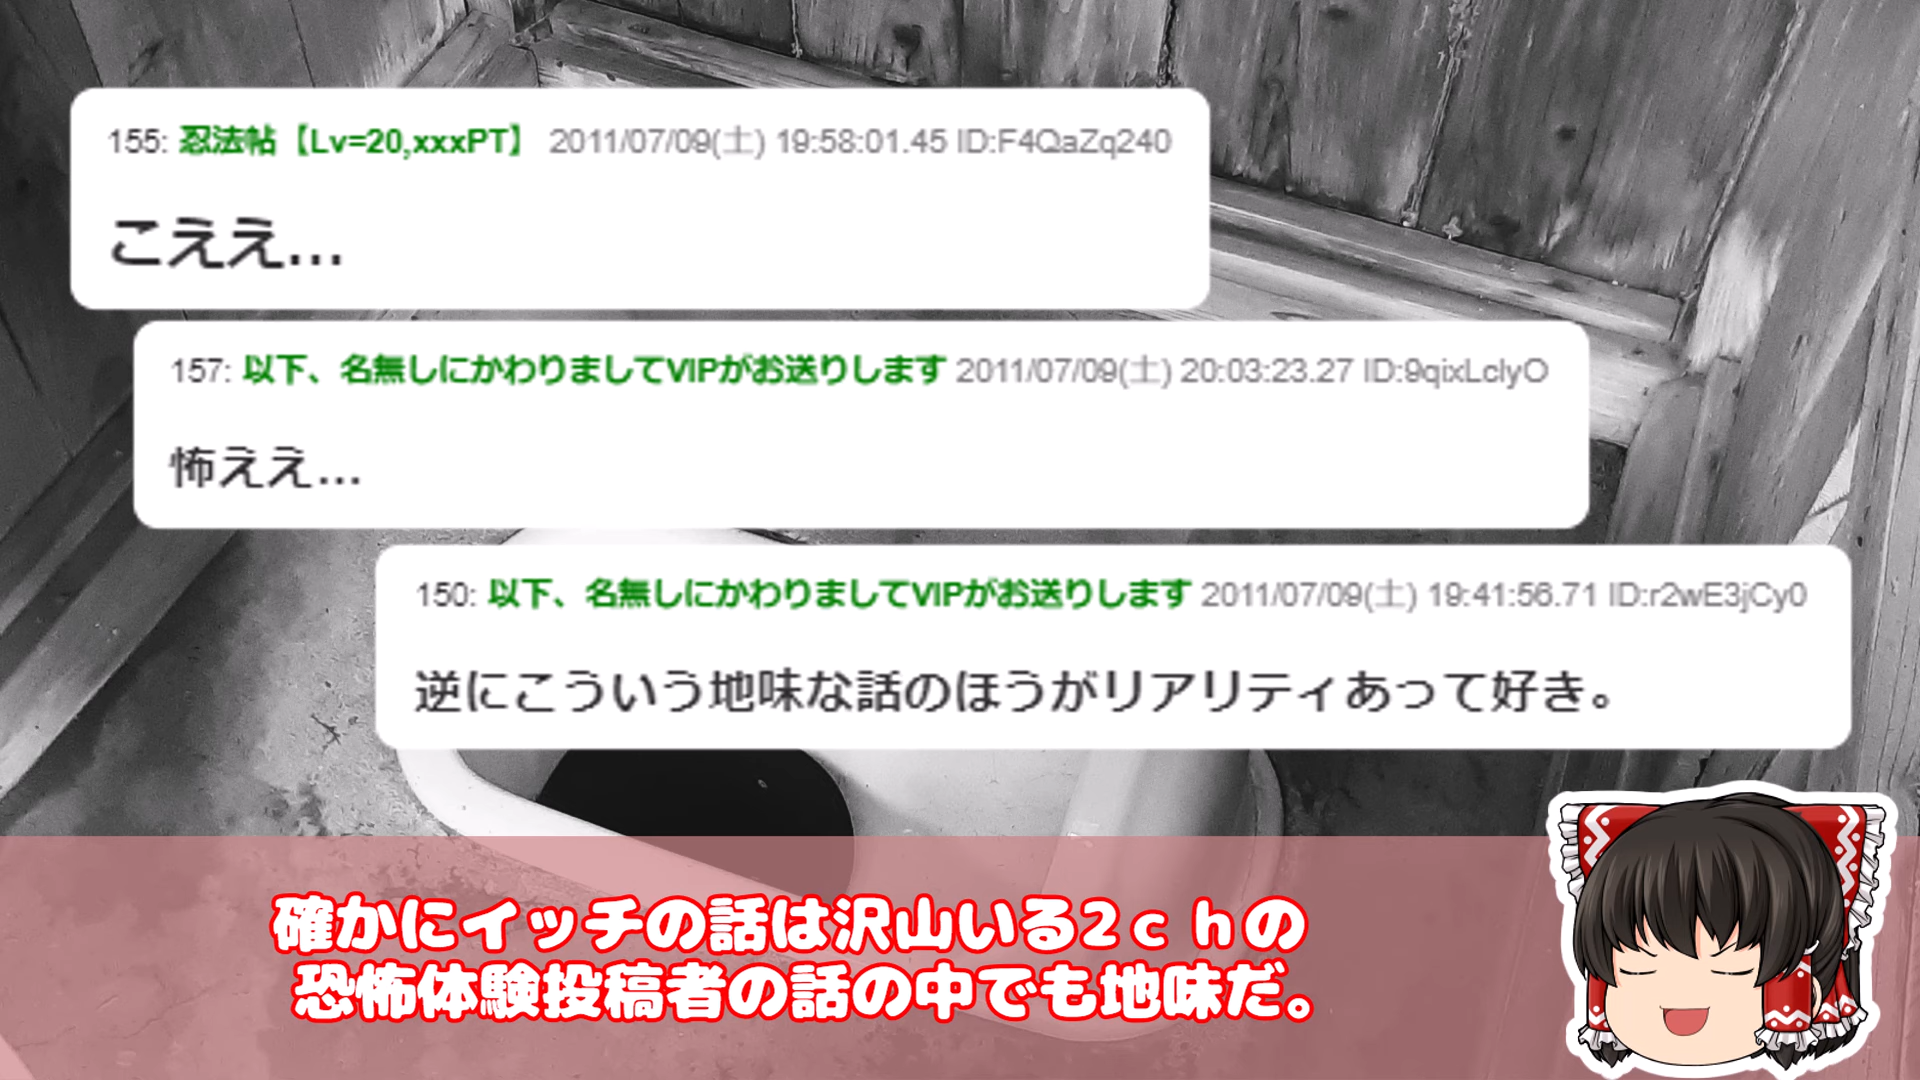 155: 忍法帖【Lv=20,xxxPT】 2011/07/09(土) 19:58:01.45 ID:F4QaZq240
こええ…
157: 以下、名無しにかわりましてVIPがお送りします 2011/07/09(土) 20:03:23.27 ID:9qixLclyO
怖ええ…
150: 以下、名無しにかわりましてVIPがお送りします 2011/07/09(土) 19:41:56.71 ID:r2wE3jCy0
逆にこういう地味な話のほうがリアリティあって好き。
確かにイッチの話は沢山いる2ｃｈの
恐怖体験投稿者の話の中でも地味だ。